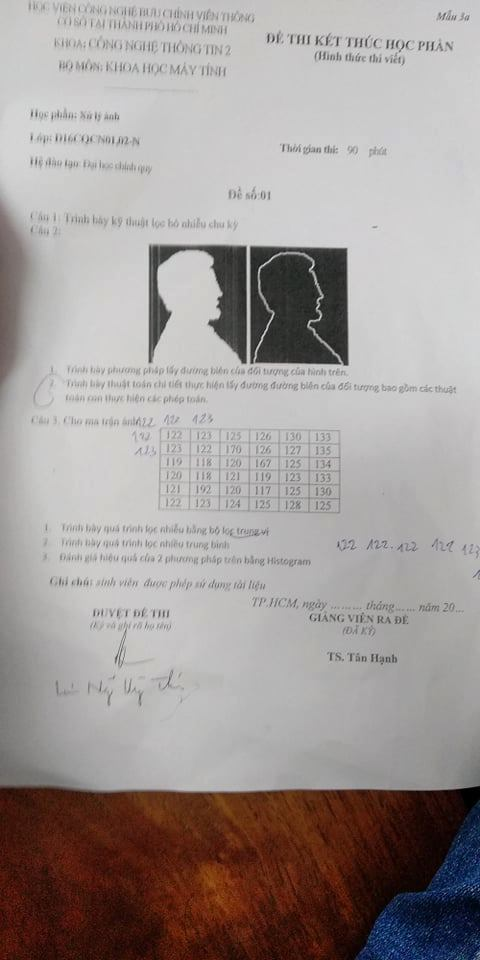 HỌC VIỆN CÔNG NGHỆ BƯU CHÍNH VIỄN THÔNG
CƠ SỞ TẠI THÀNH PHỐ HỒ CHÍ MINH
KHOA: CÔNG NGHỆ THÔNG TIN 2
BỘ MÔN: KHOA HỌC MÁY TÍNH
Mẫu 3a
ĐỀ THI KẾT THÚC HỌC PHẦN
(Hình thức thi viết)
Học phần: Xử lý ảnh
Lớp: D16CQCN01,02-N
Thời gian thi: 90 phút
Hệ đào tạo: Đại học chính quy
Đề số:01
Câu 1: Trình bày kỹ thuật lọc bỏ nhiễu chu kỳ
Câu 2:
1. Trình bày phương pháp lấy đường biên của đối tượng của hình trên.
2. Trình bày thuật toán chi tiết thực hiện lấy đường đường biên của đối tượng bao gồm các thuật
toán con thực hiện các phép toán.
Câu 3. Cho ma trận ảnh 122 122 123
122 122 123 125 126 130 133
123 123 122 170 126 127 135
119 118 120 167 125 134
120 118 121 119 123 133
121 192 120 117 125 130
122 123 124 125 128 125
1. Trình bày quá trình lọc nhiễu bằng bộ lọc trung vị
2. Trình bày quá trình lọc nhiễu trung bình
122 122 122 122 123
3. Đánh giá hiệu quả của 2 phương pháp trên bằng Histogram
Ghi chú: sinh viên được phép sử dụng tài liệu
TP.HCM, ngày ......... tháng...... năm 20...
DUYỆT ĐỀ THI
(Ký và ghi rõ họ tên)
GIẢNG VIÊN RA ĐỀ
(ĐÃ KÝ)
TS. Tân Hạnh